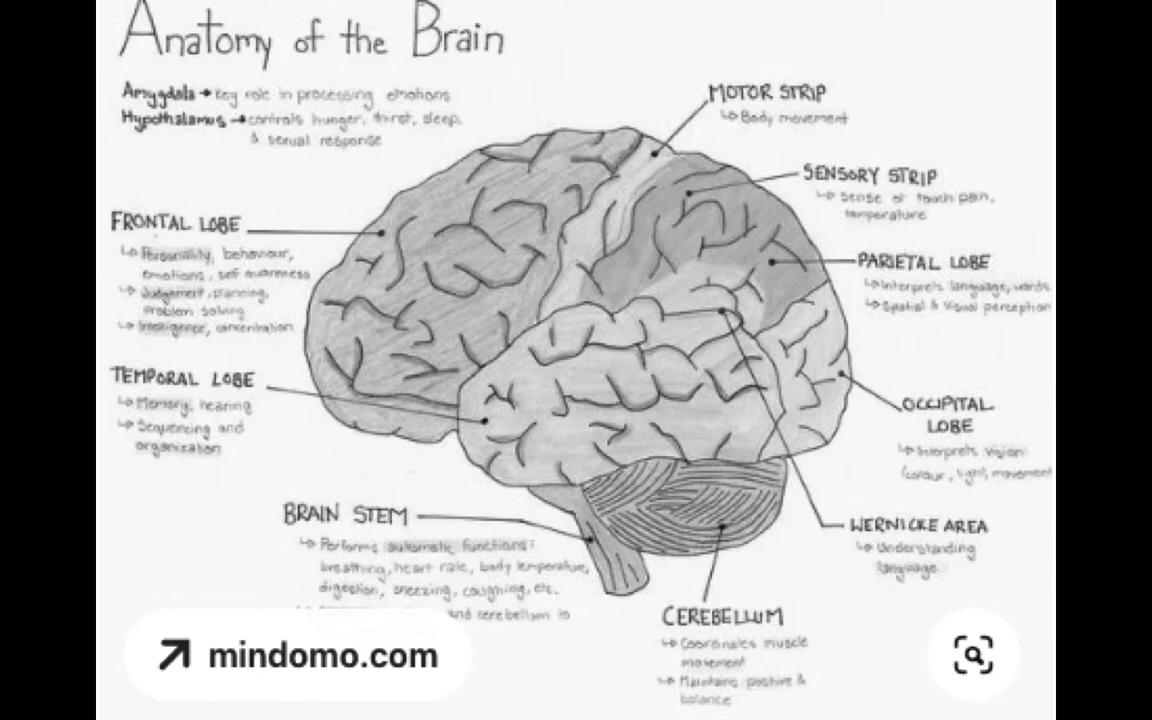 Anatomy of the Brain
Amygdala → key role in processing emotions
Hypothalamus → controls hunger, thirst, sleep,
& sexual response
MOTOR STRIP
↳ Body movement
SENSORY STRIP
↳ Sense of touch pain,
temperature
FRONTAL LOBE
↳ Personality, behaviour,
emotions, self awareness
↳ Judgement, planning,
Problem solving
↳ Intelligence, concentration
PARIETAL LOBE
↳ Interprets language, words
↳ Spatial & Visual perception
TEMPORAL LOBE
↳ Memory, hearing
↳ Sequencing and
organization
OCCIPITAL
LOBE
↳ Interprets Vision
(colour, light, movement
BRAIN STEM
↳ Performs automatic functions:
breathing, heart rate, body temperature,
digestion, sneezing, coughing, etc.
and cerebellum to
WERNICKE AREA
↳ Understanding
language
CEREBELLUM
↳ Coordinates muscle
movement
↳ Maintains posture &
balance
mindomo.com